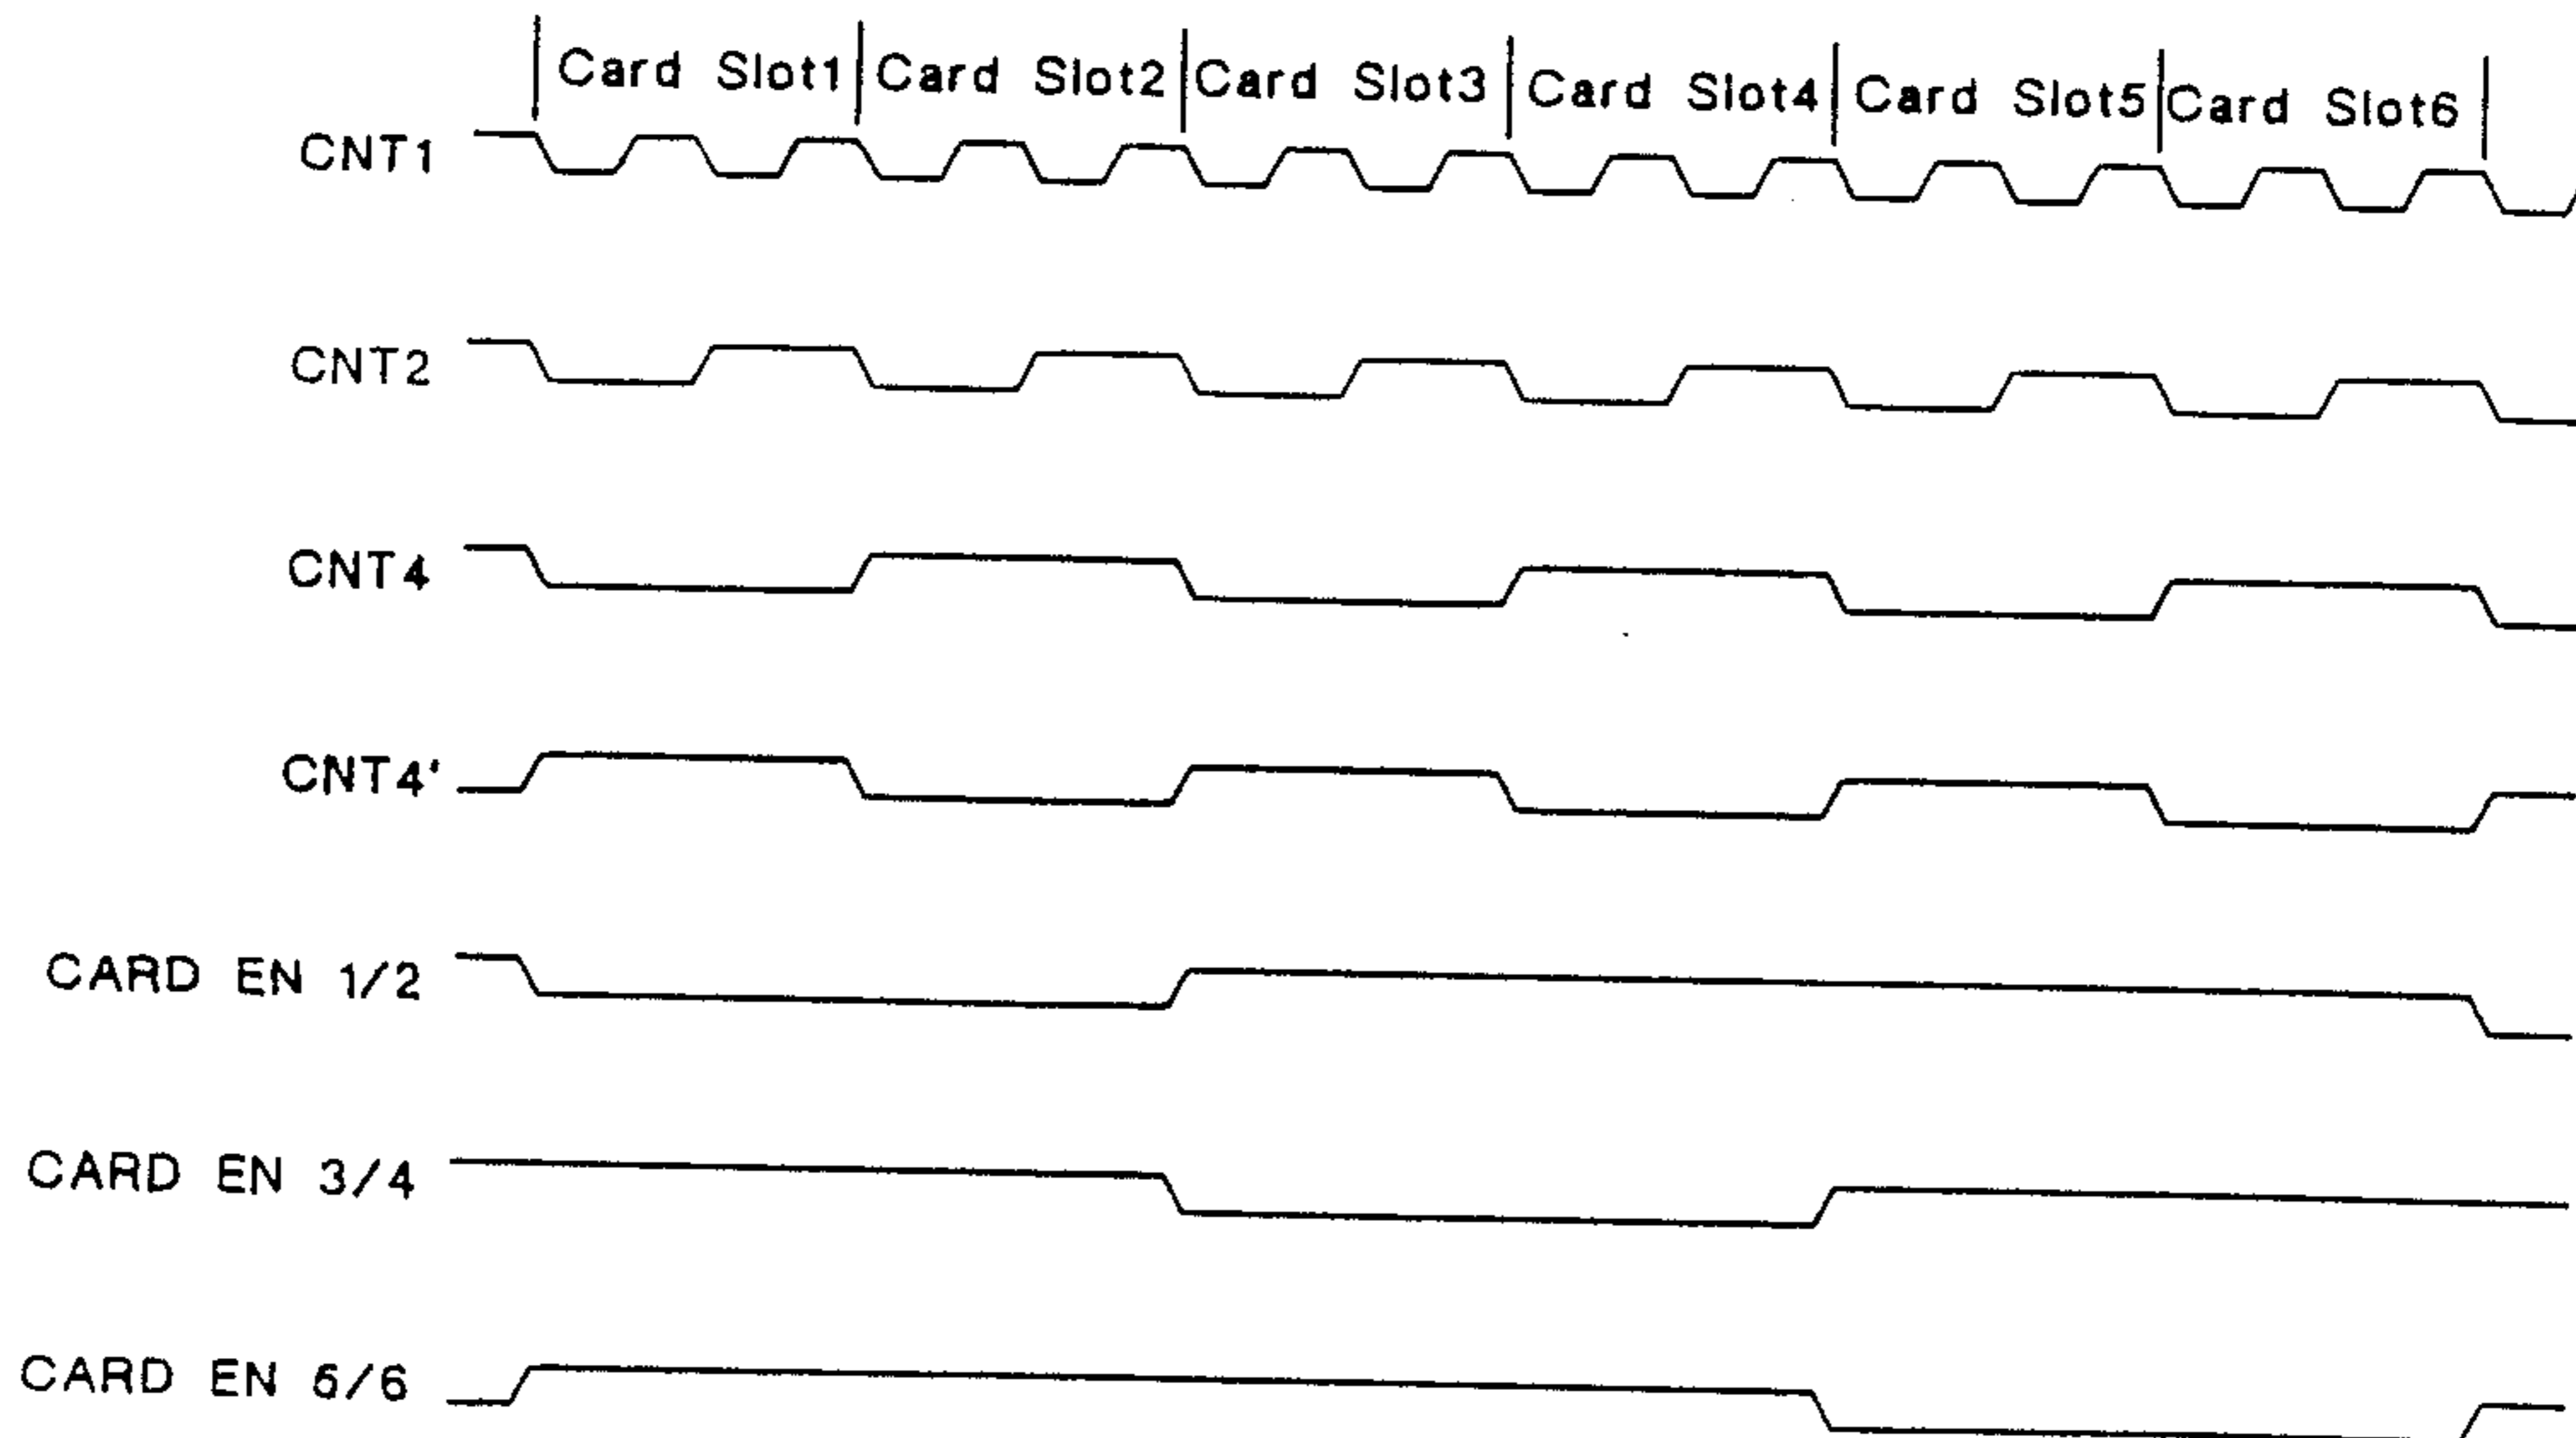 Card Slot1 Card Slot2 Card Slot3 Card Slot4 Card Slot5 Card Slot6
CNT1
CNT2
CNT4
CNT4'
CARD EN 1/2
CARD EN 3/4
CARD EN 5/6